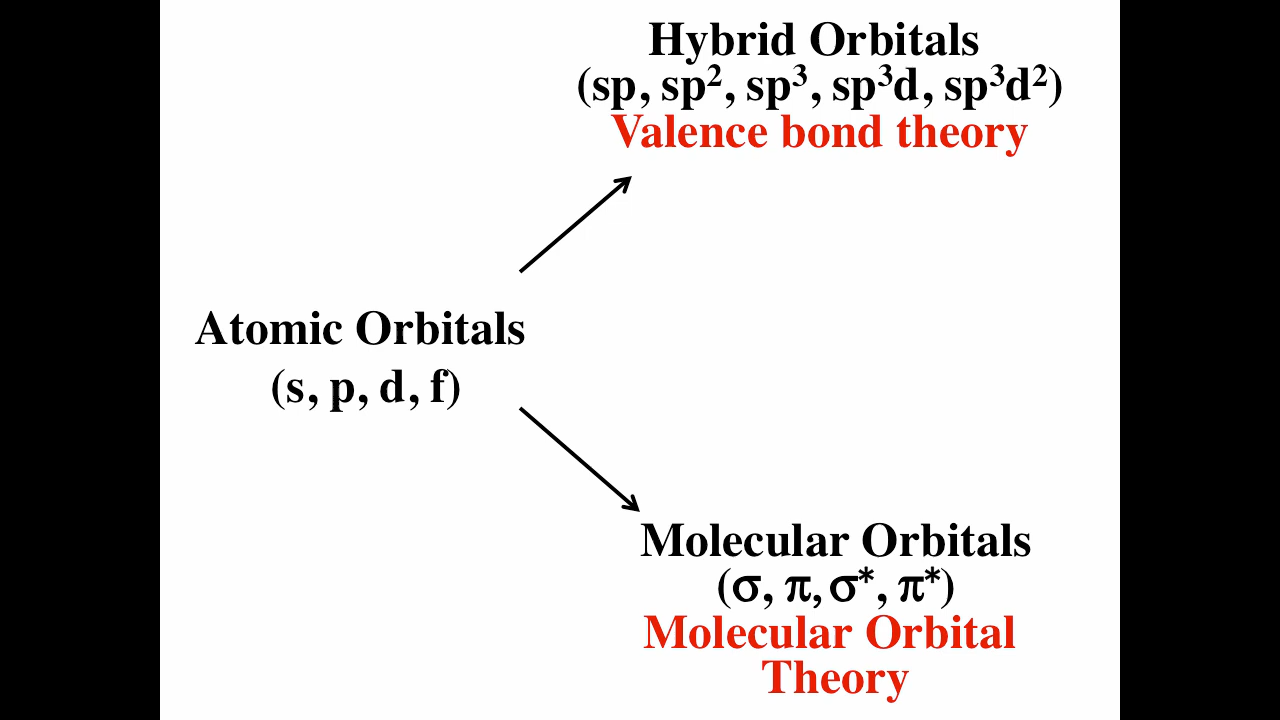 Hybrid Orbitals
(sp, sp², sp³, sp³d, sp³d²)
Valence bond theory
Atomic Orbitals
(s, p, d, f)
Molecular Orbitals
(σ, π, σ*, π*)
Molecular Orbital
Theory